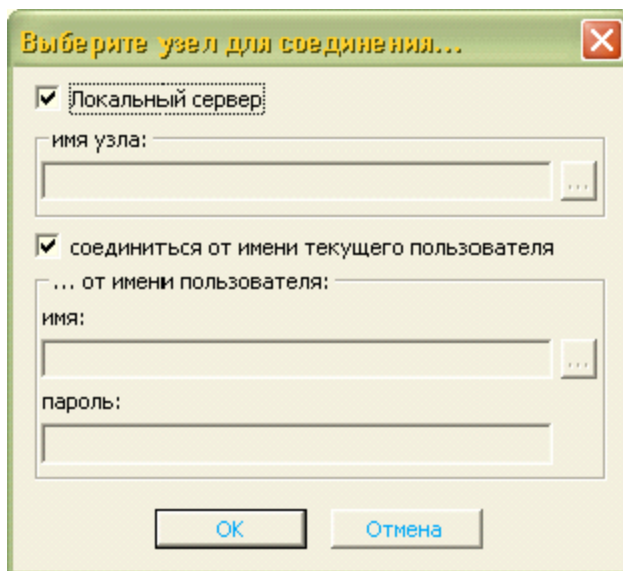 Выберите узел для соединения...
Локальный сервер
имя узла:
...
соединиться от имени текущего пользователя
... от имени пользователя:
имя:
...
пароль:
OK
Отмена